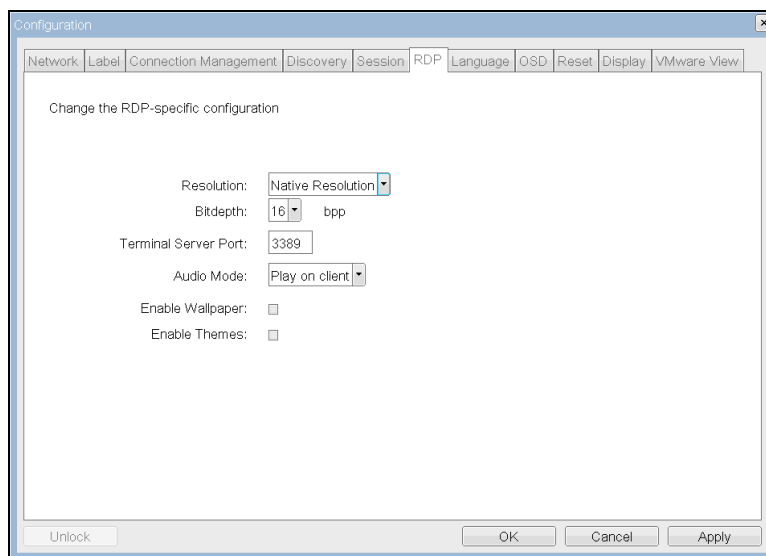 Configuration
Network Label Connection Management Discovery Session RDP Language OSD Reset Display VMware View
Change the RDP-specific configuration
Resolution: Native Resolution
Bitdepth: 16 bpp
Terminal Server Port: 3389
Audio Mode: Play on client
Enable Wallpaper:
Enable Themes:
Unlock OK Cancel Apply